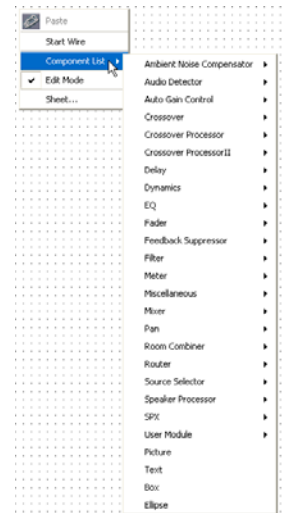 Paste
Start Wire
Component List
Edit Mode
Sheet...
Ambient Noise Compensator
Audio Detector
Auto Gain Control
Crossover
Crossover Processor
Crossover ProcessorII
Delay
Dynamics
EQ
Fader
Feedback Suppressor
Filter
Meter
Miscellaneous
Mixer
Pan
Room Combiner
Router
Source Selector
Speaker Processor
SPX
User Module
Picture
Text
Box
Ellipse